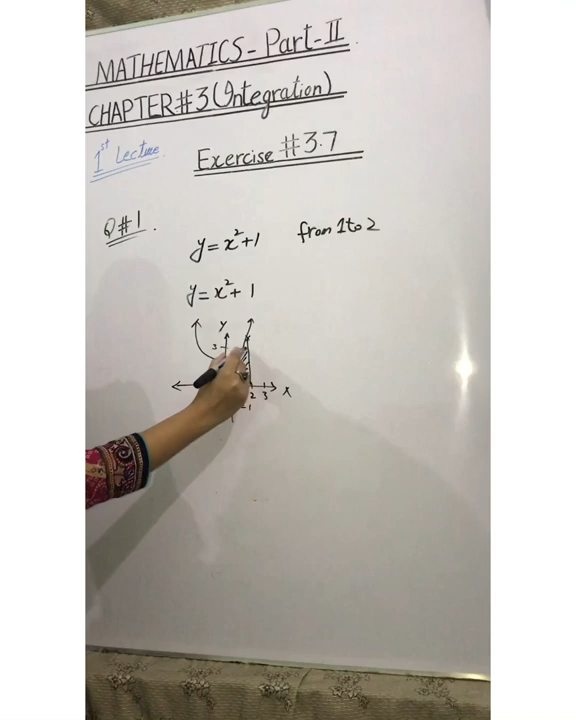 MATHEMATICS - Part-II
CHAPTER#3 (Integration)
1st Lecture
Exercise #3.7
Q#1.
y = x²+1 from 1 to 2
y = x²+ 1
Y
3
2 3 X
-1